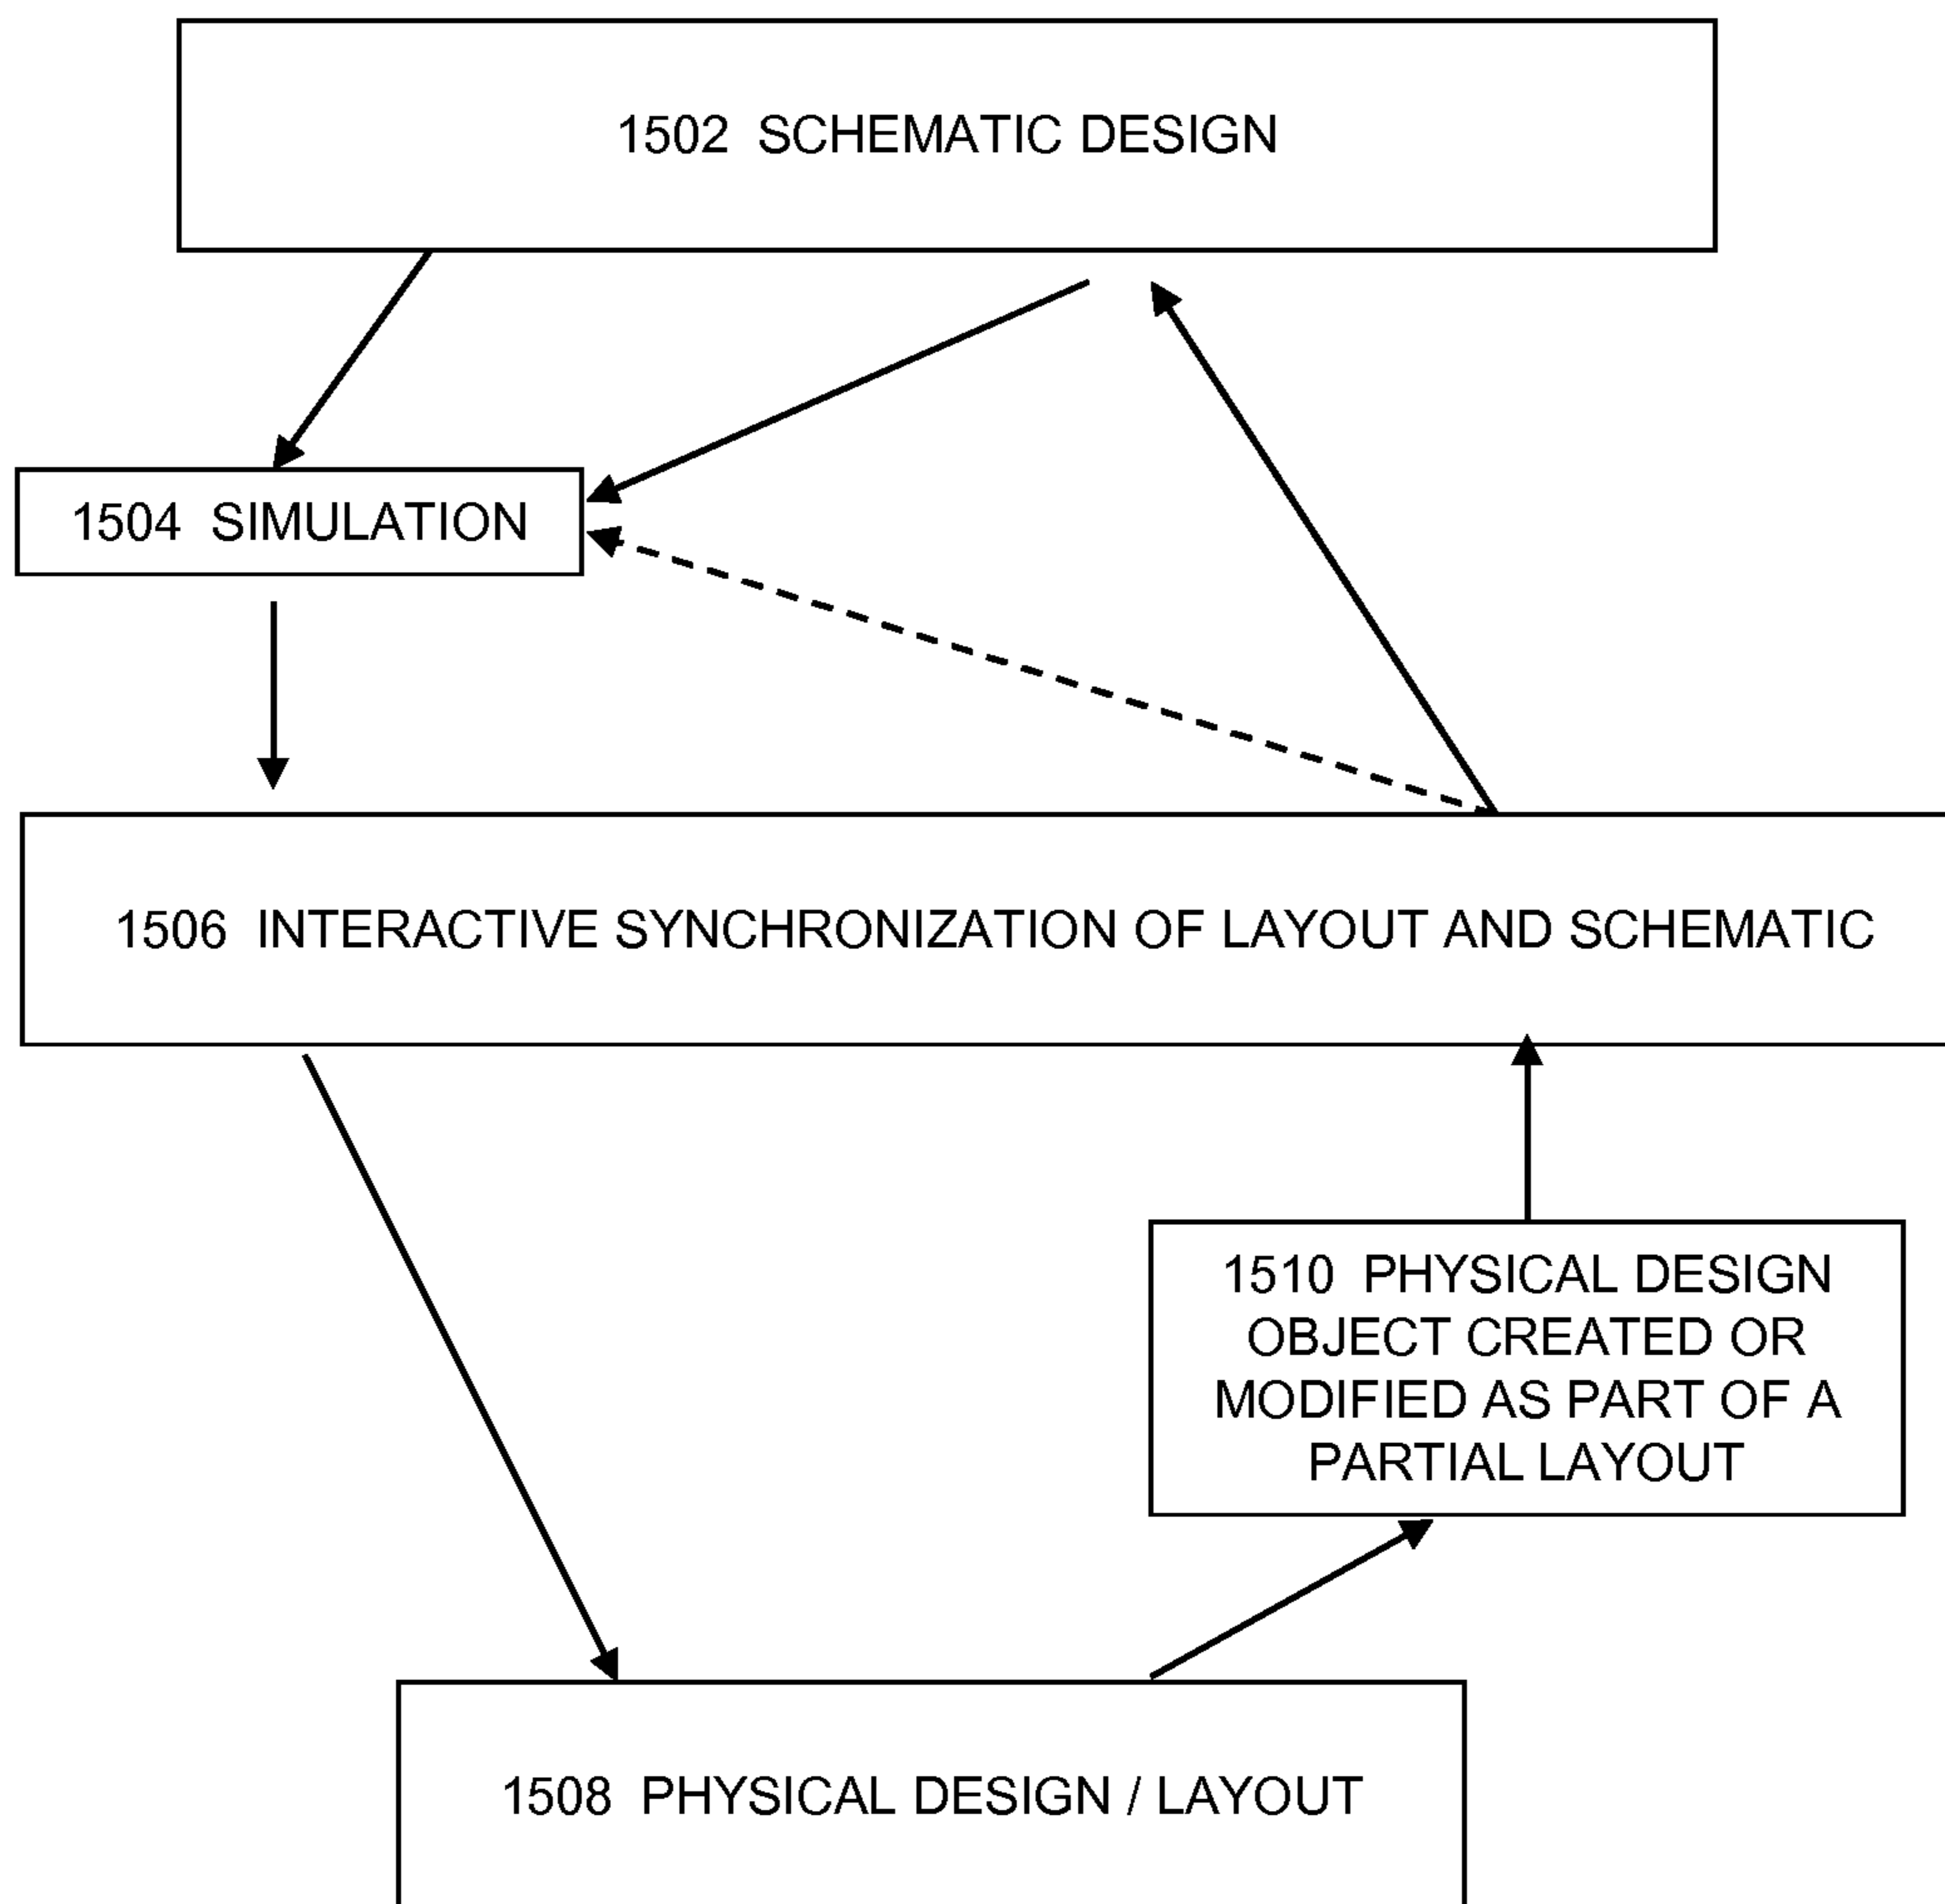 1502 SCHEMATIC DESIGN
1504 SIMULATION
1506 INTERACTIVE SYNCHRONIZATION OF LAYOUT AND SCHEMATIC
1510 PHYSICAL DESIGN
OBJECT CREATED OR
MODIFIED AS PART OF A
PARTIAL LAYOUT
1508 PHYSICAL DESIGN / LAYOUT